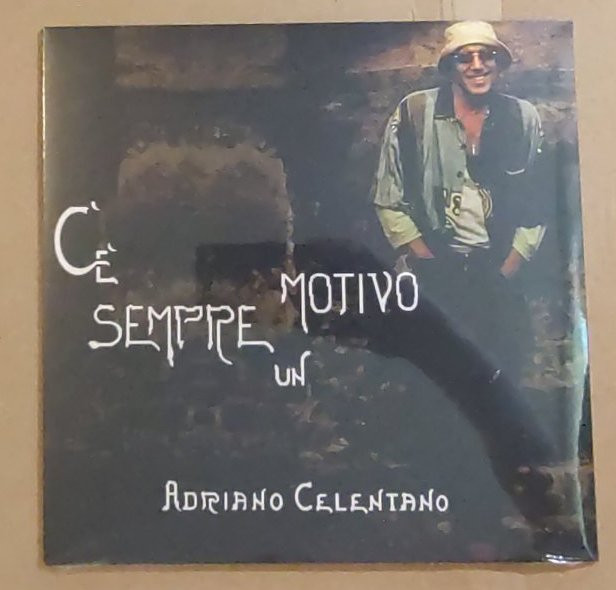 C'È
SEMPRE
UN
MOTIVO
ADRIANO CELENTANO